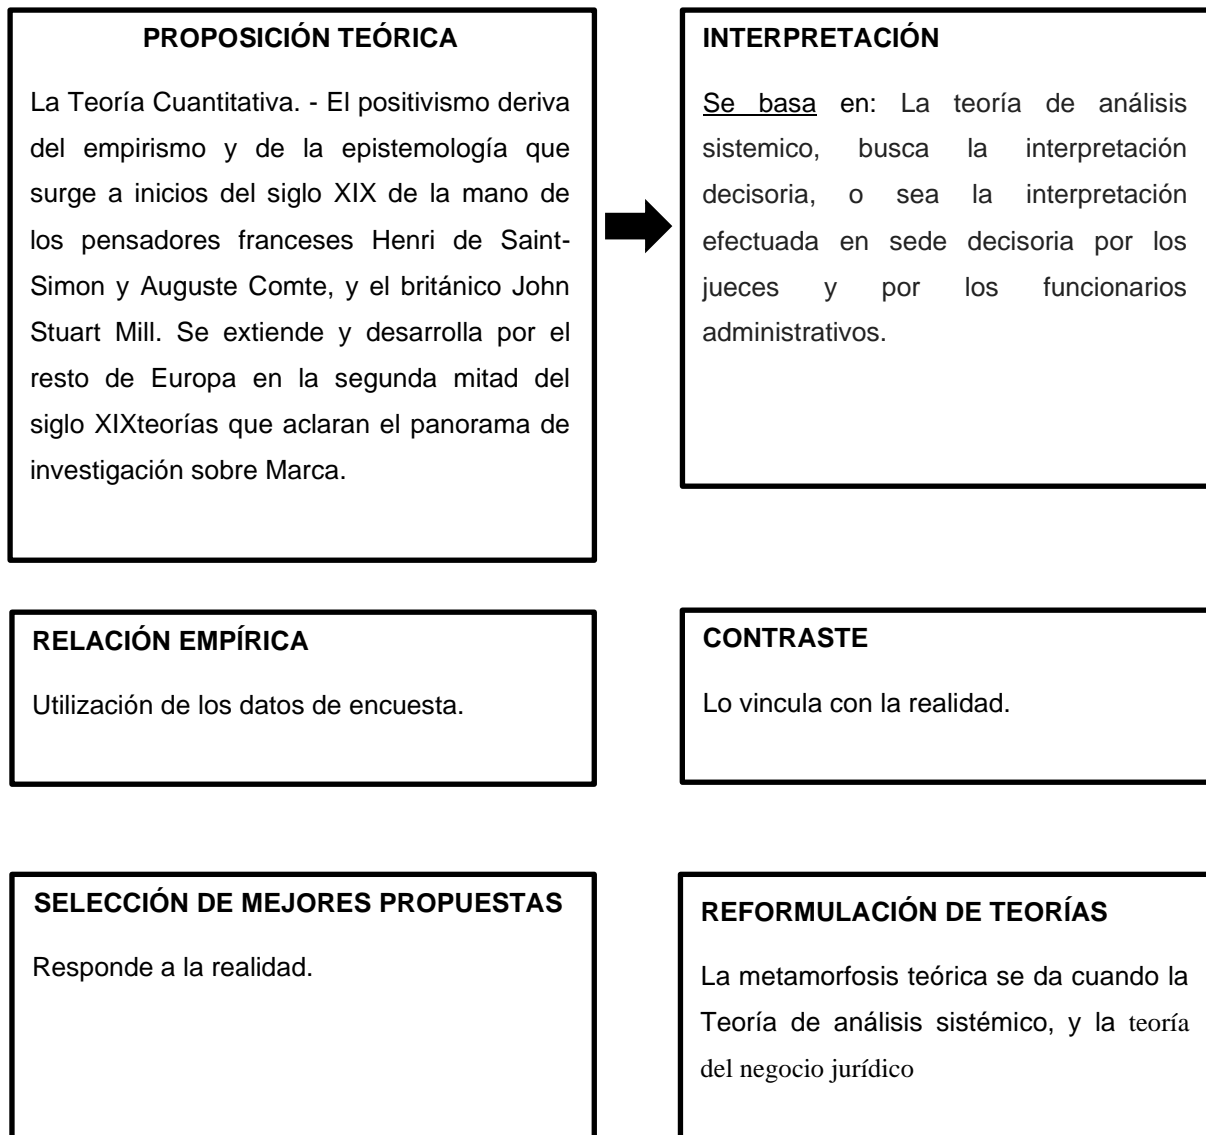 PROPOSICIÓN TEÓRICA
La Teoría Cuantitativa. - El positivismo deriva
del empirismo y de la epistemología que
surge a inicios del siglo XIX de la mano de
los pensadores franceses Henri de Saint-
Simon y Auguste Comte, y el británico John
Stuart Mill. Se extiende y desarrolla por el
resto de Europa en la segunda mitad del
siglo XIXteorías que aclaran el panorama de
investigación sobre Marca.
INTERPRETACIÓN
Se basa en: La teoría de análisis
sistemico, busca la interpretación
decisoria, o sea la interpretación
efectuada en sede decisoria por los
jueces y por los funcionarios
administrativos.
RELACIÓN EMPÍRICA
Utilización de los datos de encuesta.
CONTRASTE
Lo vincula con la realidad.
SELECCIÓN DE MEJORES PROPUESTAS
Responde a la realidad.
REFORMULACIÓN DE TEORÍAS
La metamorfosis teórica se da cuando la
Teoría de análisis sistémico, y la teoría
del negocio jurídico